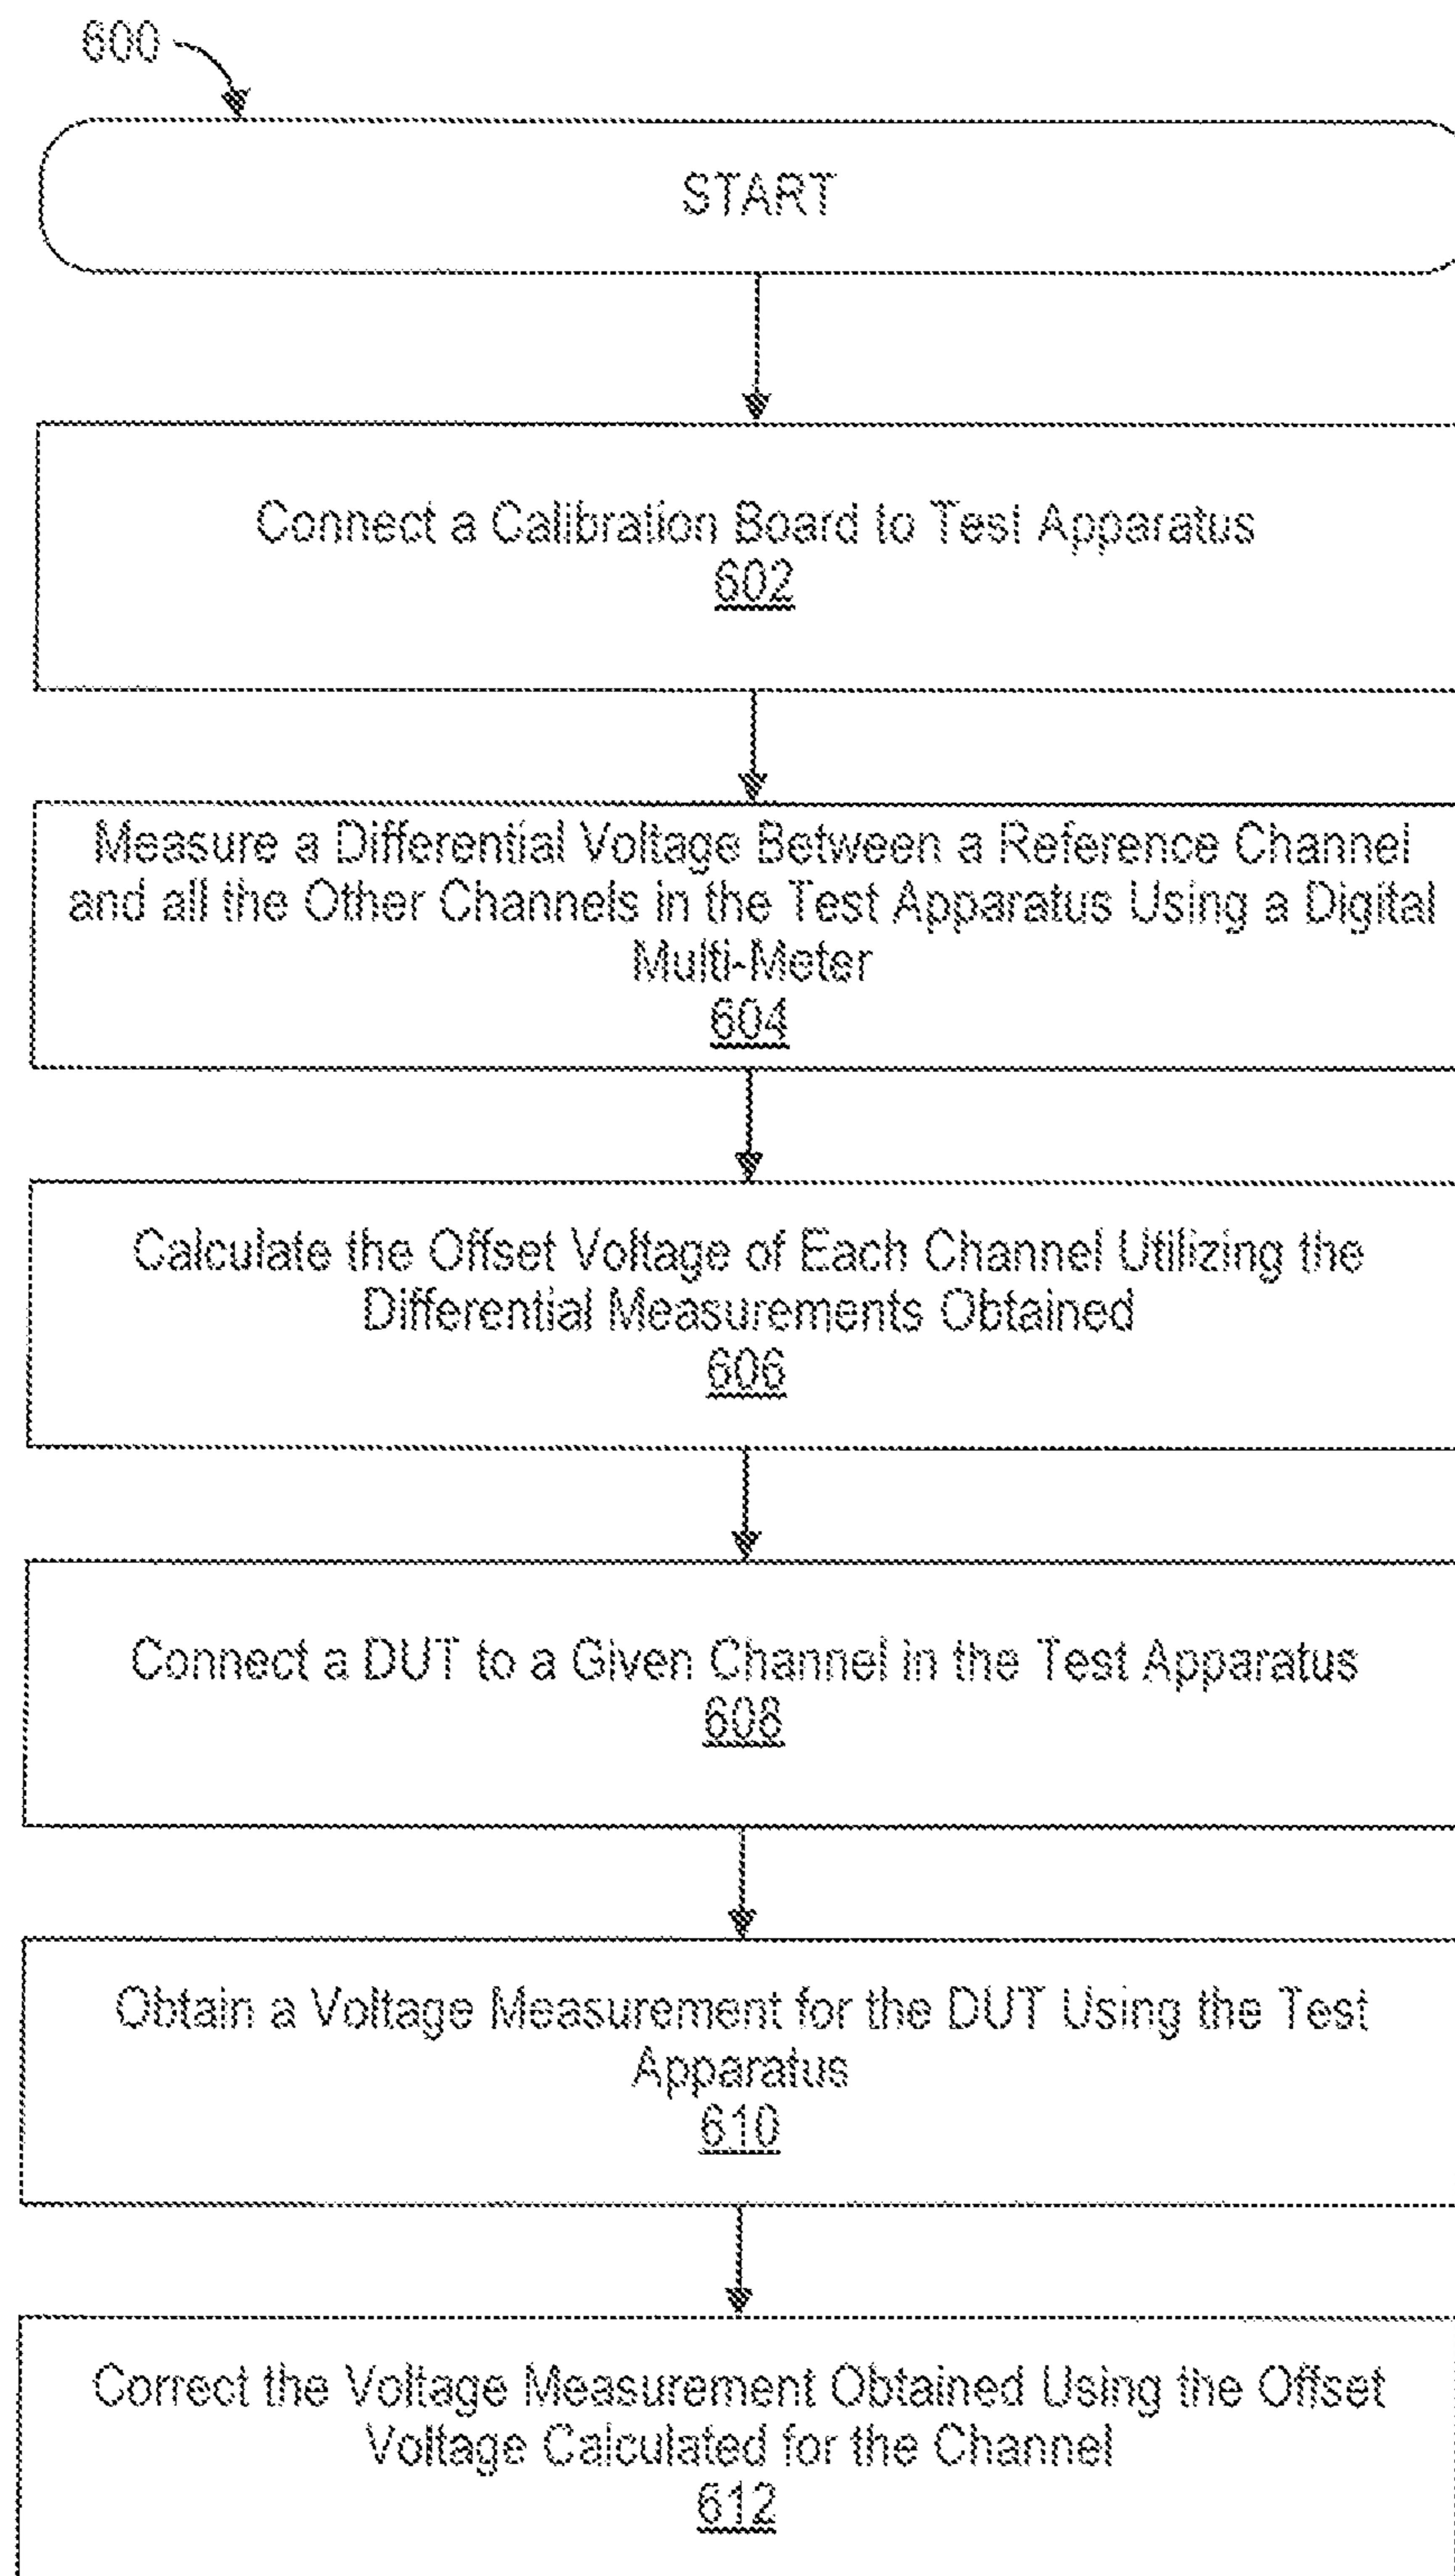 600
START
Connect a Calibration Board to Test Apparatus
602
Measure a Differential Voltage Between a Reference Channel
and all the Other Channels in the Test Apparatus Using a Digital
Multi-Meter
604
Calculate the Offset Voltage of Each Channel Utilizing the
Differential Measurements Obtained
606
Connect a DUT to a Given Channel in the Test Apparatus
608
Obtain a Voltage Measurement for the DUT Using the Test
Apparatus
610
Correct the Voltage Measurement Obtained Using the Offset
Voltage Calculated for the Channel
612